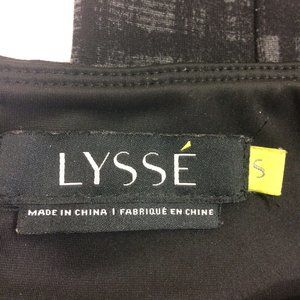 LYSSÉ
S
MADE IN CHINA | FABRIQUÉ EN CHINE